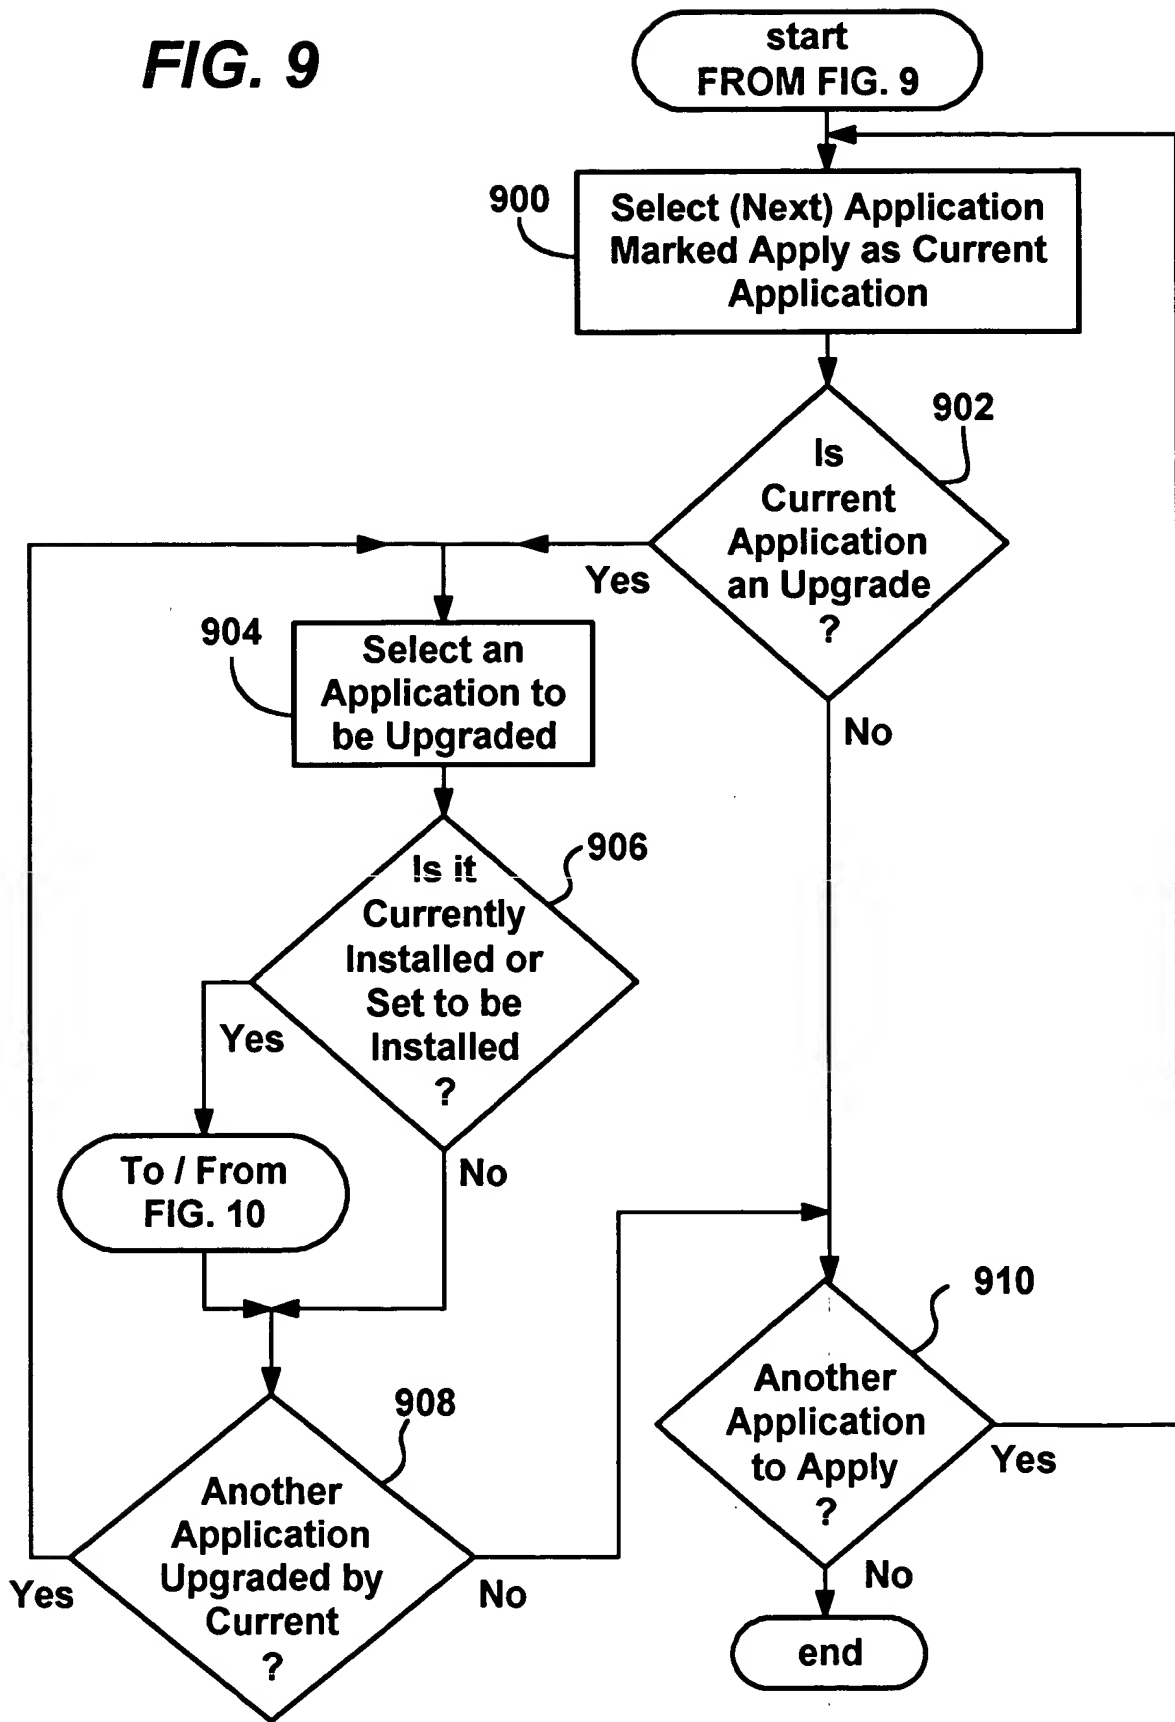 FIG. 9
start
FROM FIG. 9
900
Select (Next) Application
Marked Apply as Current
Application
902
Is
Current
Application
an Upgrade
?
Yes
No
904
Select an
Application to
be Upgraded
906
Is it
Currently
Installed or
Set to be
Installed
?
Yes
No
To / From
FIG. 10
908
Another
Application
Upgraded by
Current
?
Yes
No
910
Another
Application
to Apply
?
Yes
No
end